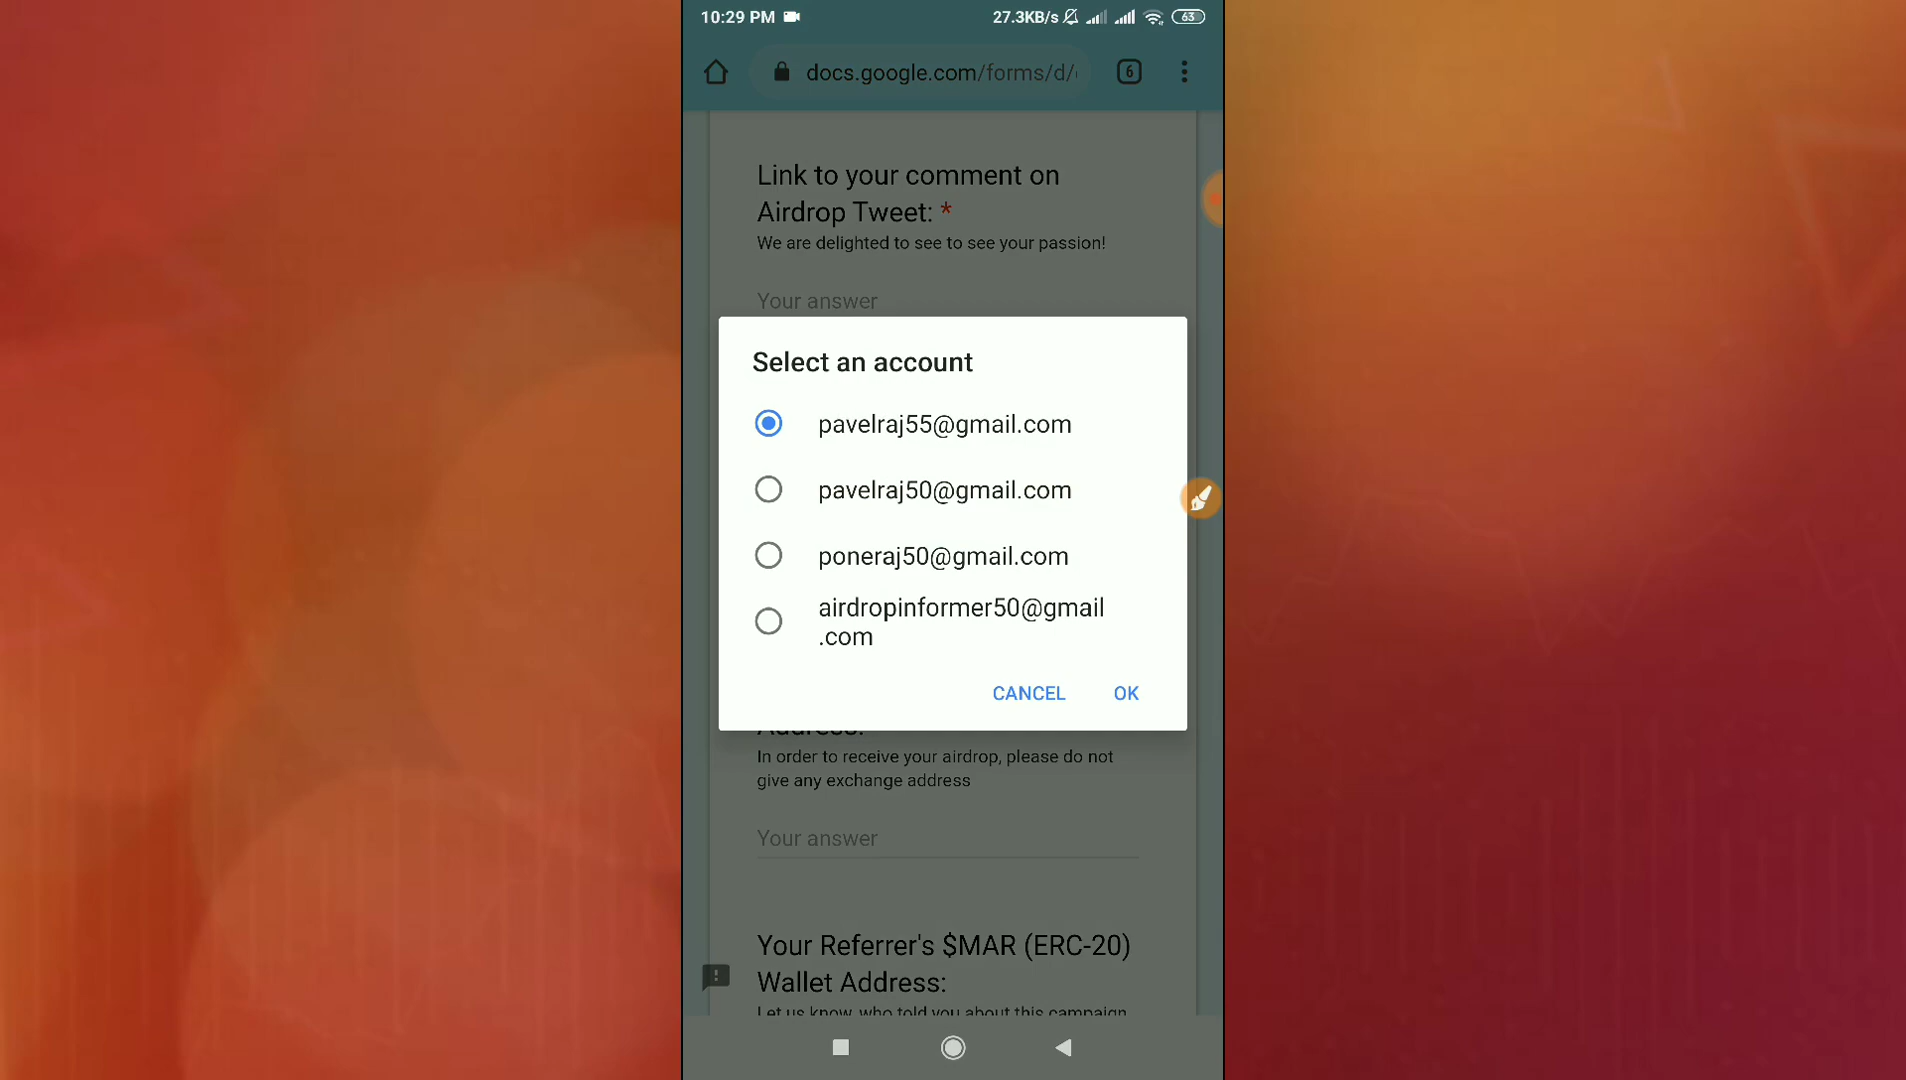 10:29 PM 27.3KB/s 63
docs.google.com/forms/d/ 6
Link to your comment on
Airdrop Tweet: *
We are delighted to see to see your passion!
Your answer
Select an account
pavelraj55@gmail.com
pavelraj50@gmail.com
poneraj50@gmail.com
airdropinformer50@gmail
.com
CANCEL OK
Address:
In order to receive your airdrop, please do not
give any exchange address
Your answer
Your Referrer's $MAR (ERC-20)
Wallet Address:
Let us know, who told you about this campaign